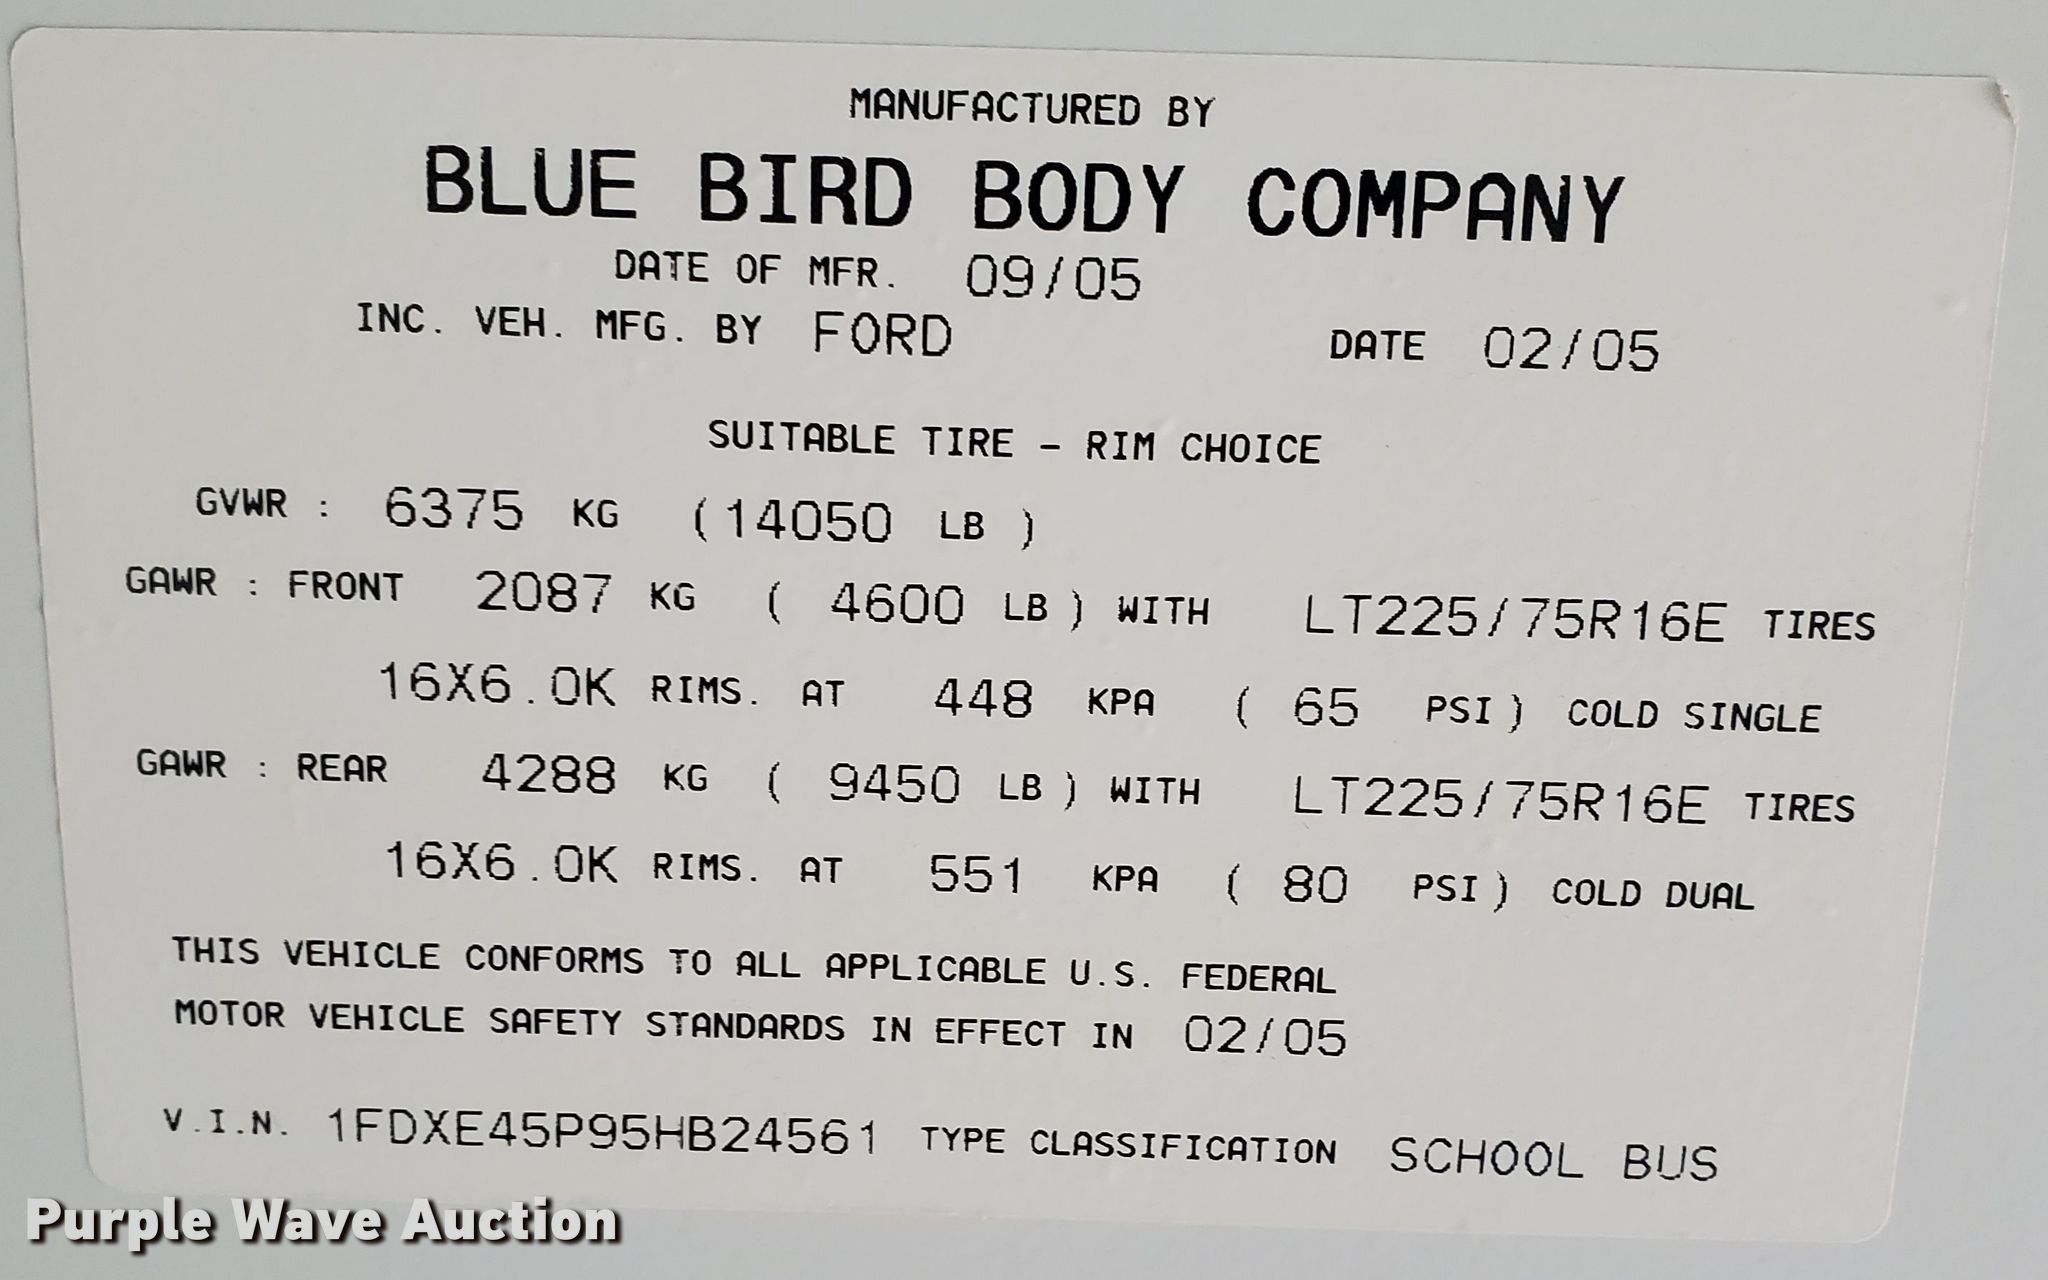 MANUFACTURED BY
BLUE BIRD BODY COMPANY
DATE OF MFR. 09/05
INC. VEH. MFG. BY FORD DATE 02/05
SUITABLE TIRE - RIM CHOICE
GVWR : 6375 KG (14050 LB )
GAWR : FRONT 2087 KG ( 4600 LB ) WITH LT225/75R16E TIRES
16X6.0K RIMS. AT 448 KPA ( 65 PSI ) COLD SINGLE
GAWR : REAR 4288 KG ( 9450 LB ) WITH LT225/75R16E TIRES
16X6.0K RIMS. AT 551 KPA ( 80 PSI ) COLD DUAL
THIS VEHICLE CONFORMS TO ALL APPLICABLE U.S. FEDERAL
MOTOR VEHICLE SAFETY STANDARDS IN EFFECT IN 02/05
V.I.N. 1FDXE45P95HB24561 TYPE CLASSIFICATION SCHOOL BUS
Purple Wave Auction